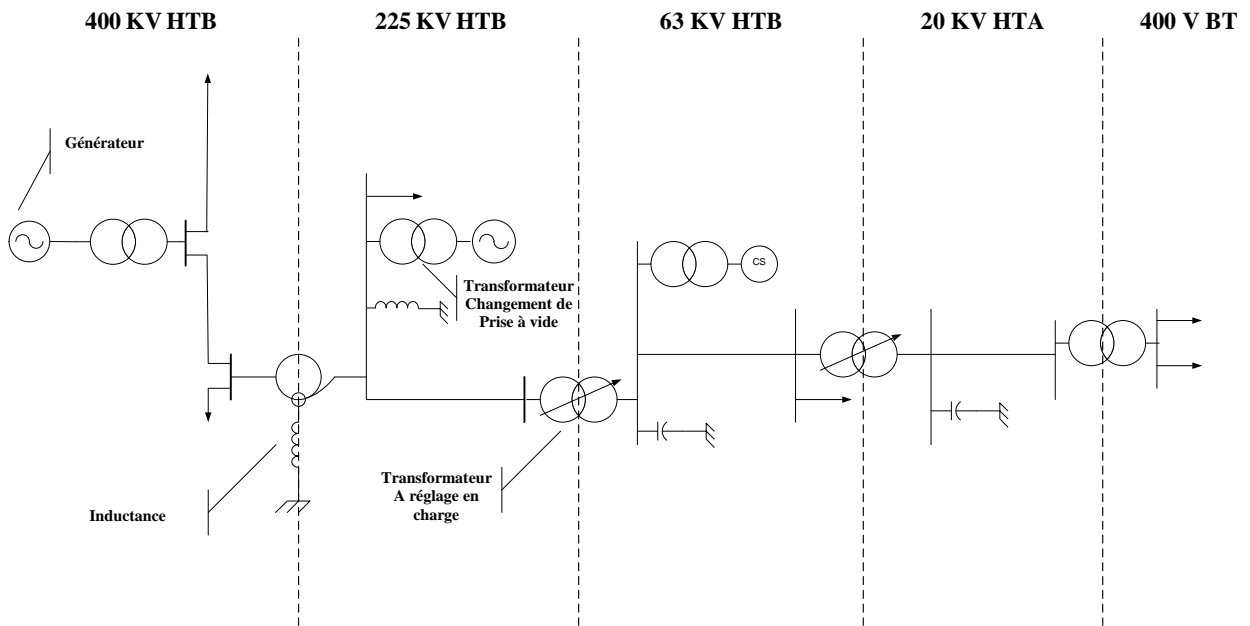 400 KV HTB
225 KV HTB
63 KV HTB
20 KV HTA
400 V BT
Générateur
Transformateur
Changement de
Prise à vide
CS
Transformateur
A réglage en
charge
Inductance